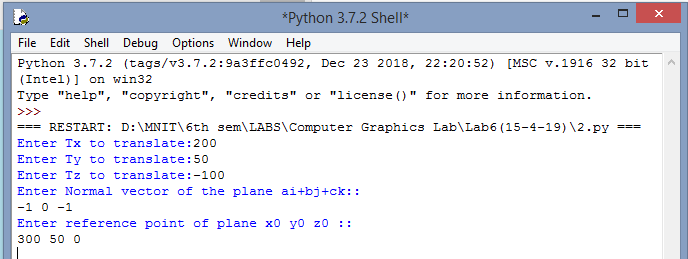 *Python 3.7.2 Shell*
File Edit Shell Debug Options Window Help
Python 3.7.2 (tags/v3.7.2:9a3ffc0492, Dec 23 2018, 22:20:52) [MSC v.1916 32 bit
(Intel)] on win32
Type "help", "copyright", "credits" or "license()" for more information.
>>>
=== RESTART: D:\MNIT\6th sem\LABS\Computer Graphics Lab\Lab6(15-4-19)\2.py ===
Enter Tx to translate:200
Enter Ty to translate:50
Enter Tz to translate:-100
Enter Normal vector of the plane ai+bj+ck::
-1 0 -1
Enter reference point of plane x0 y0 z0 ::
300 50 0